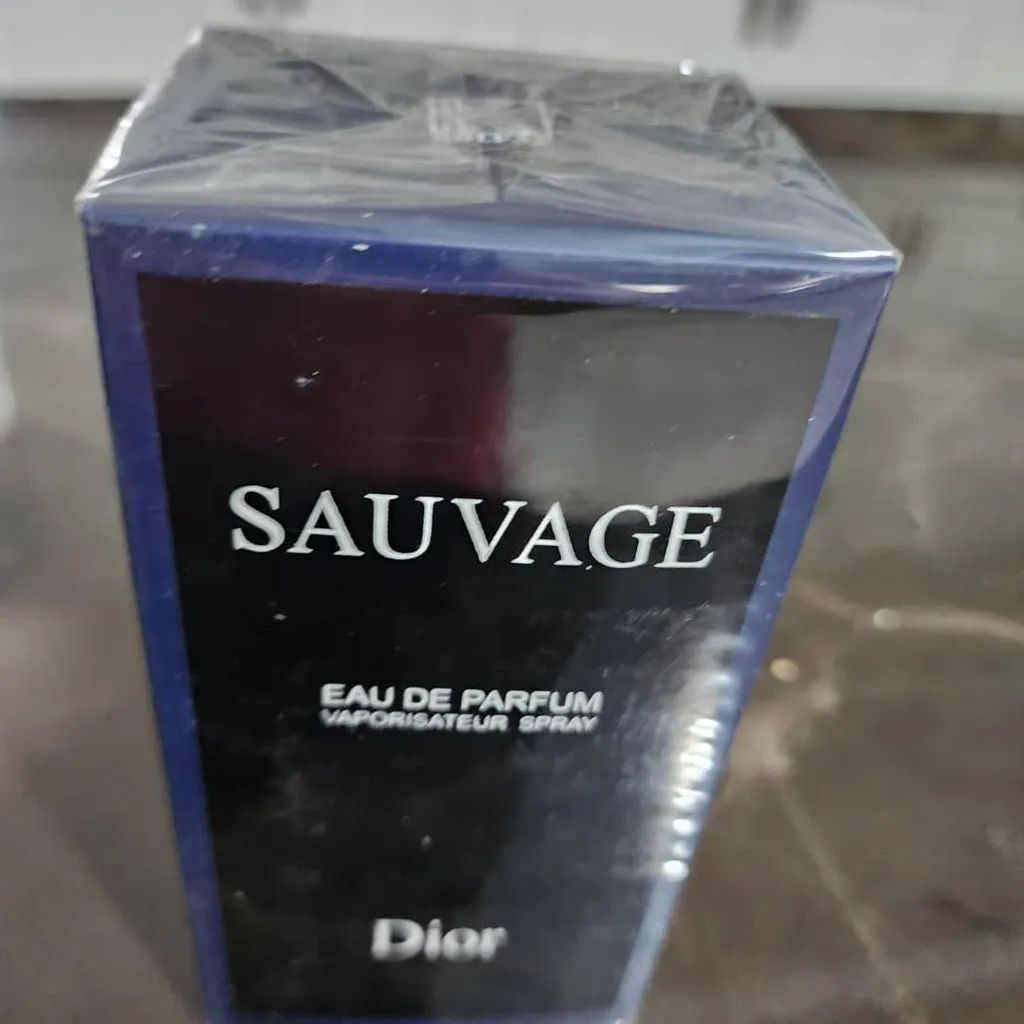 SAUVAGE
EAU DE PARFUM
VAPORISATEUR SPRAY
Dior